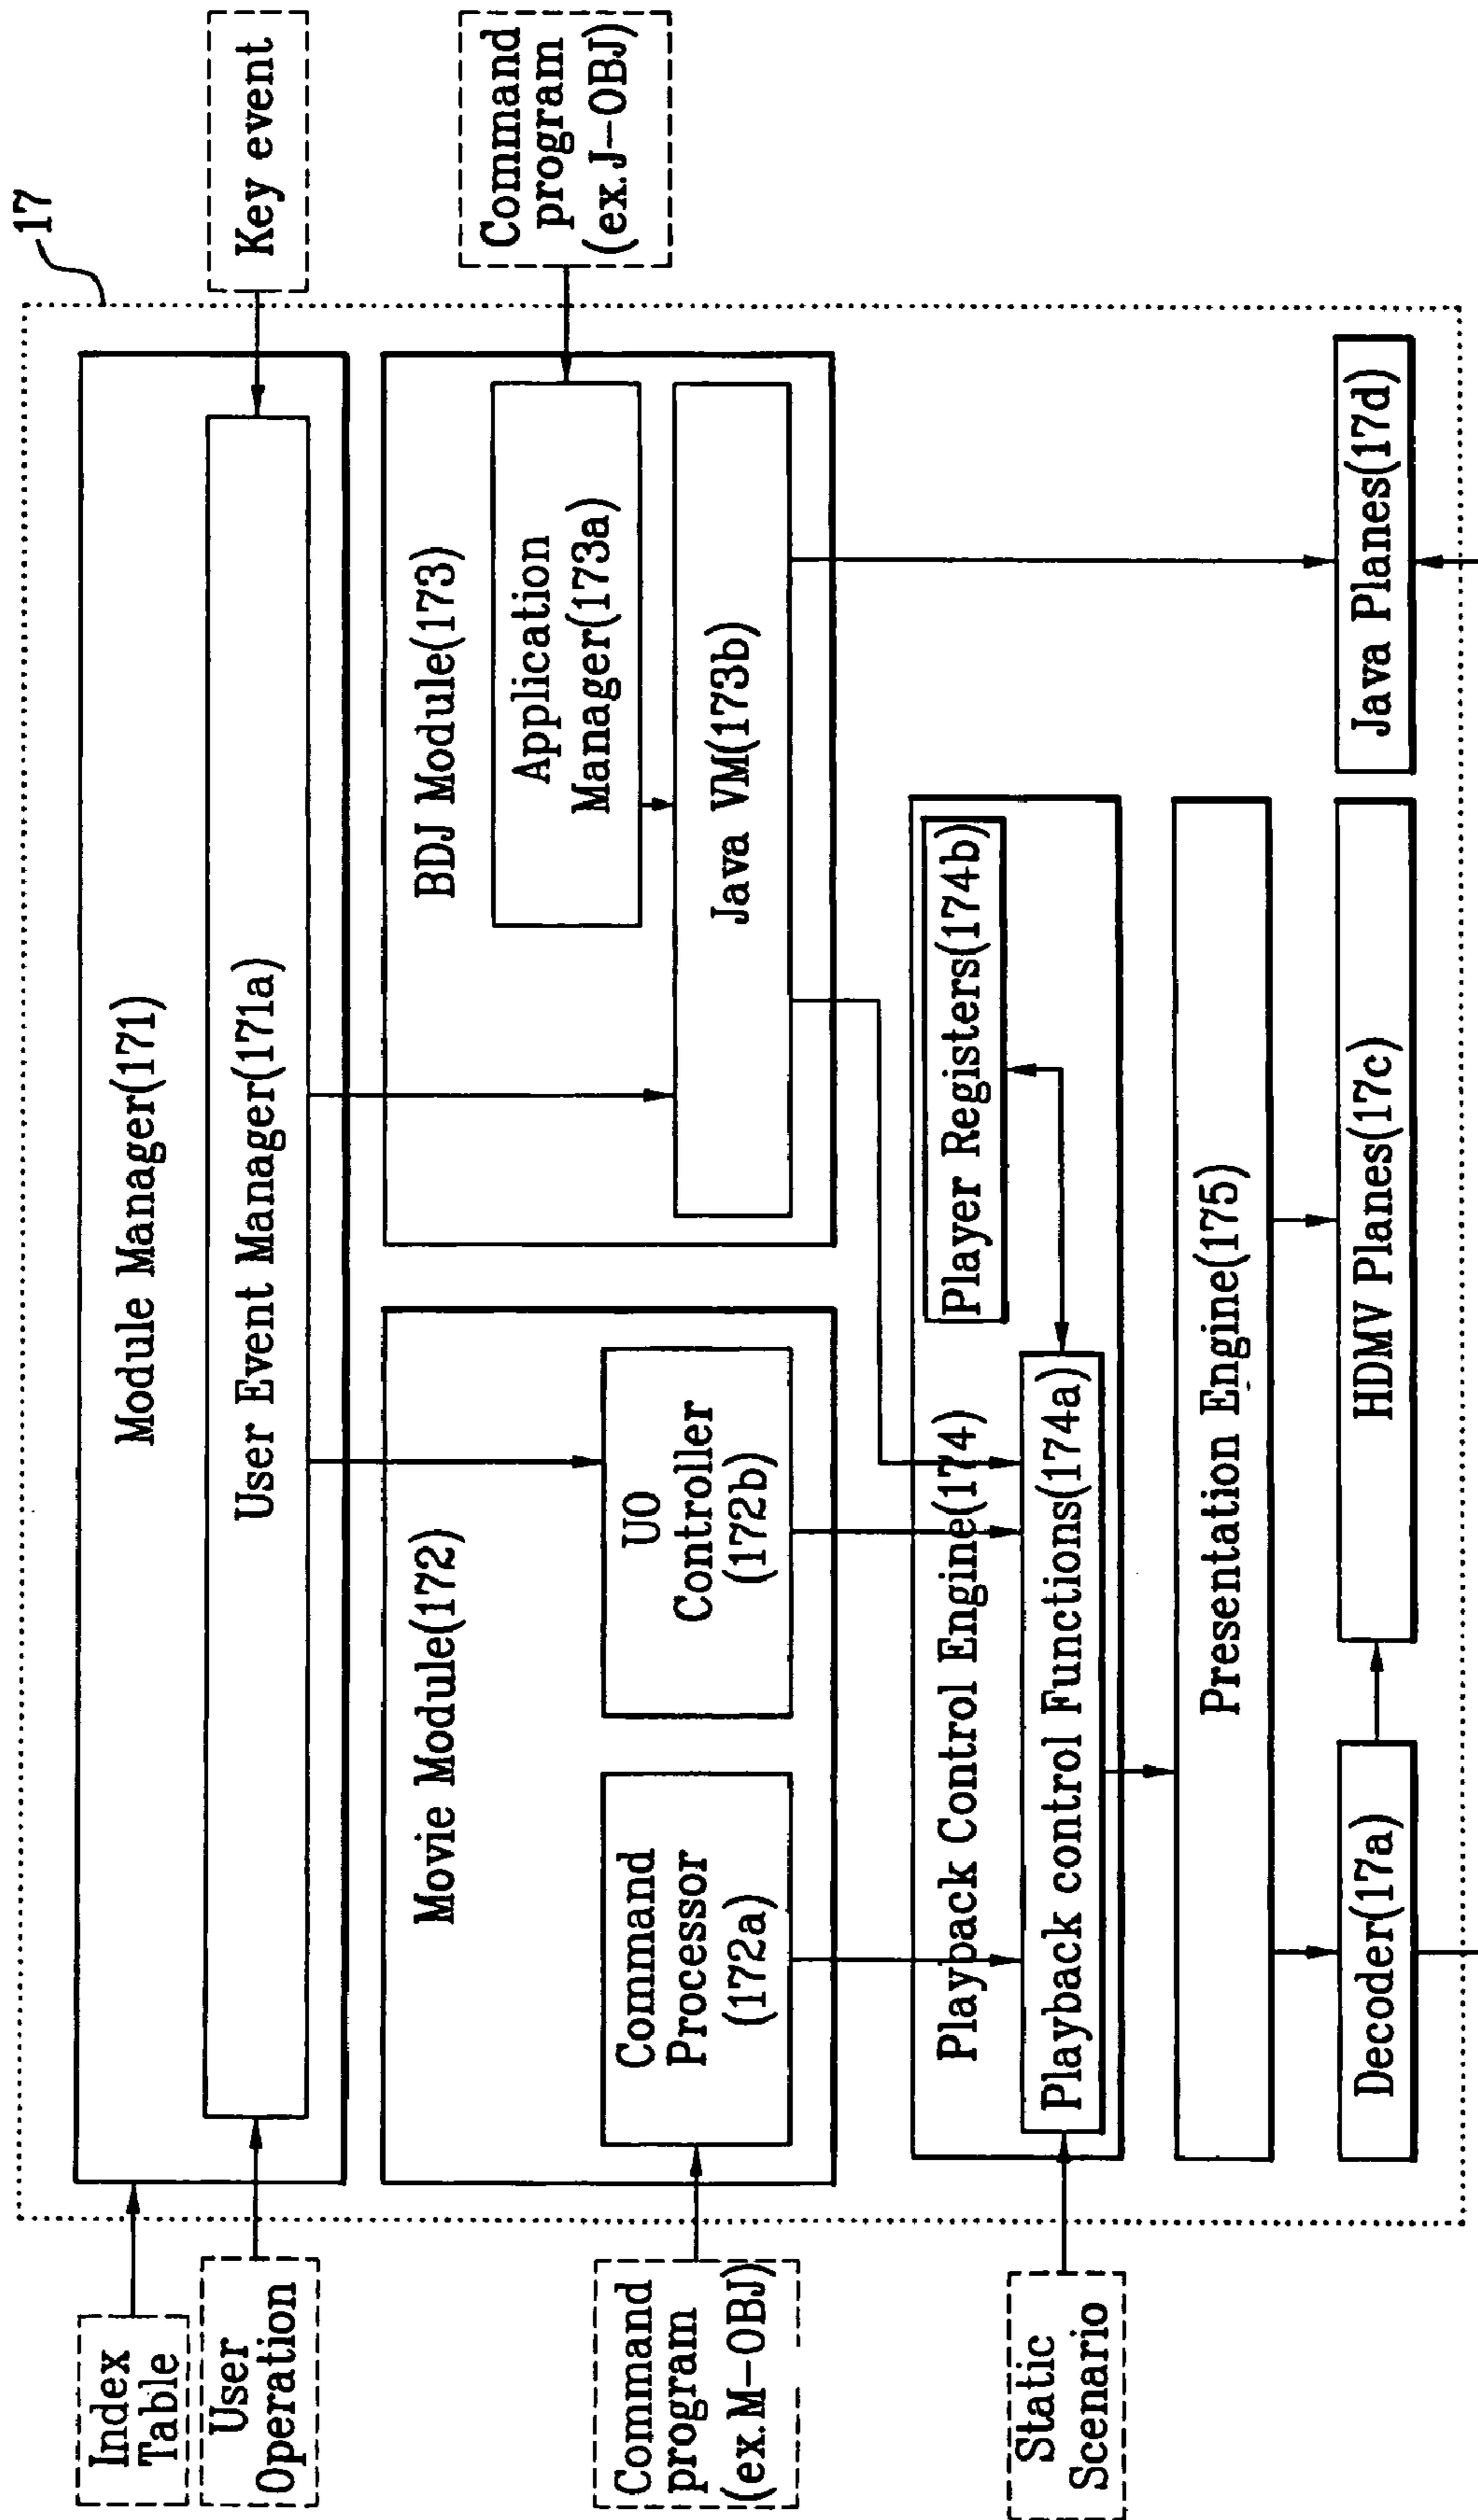 17
Index
Table
User
Operation
Key event
Module Manager(171)
User Event Manager(171a)
Command
program
(ex.M-OBJ)
Command
program
(ex.J-OBJ)
Movie Module(172)
Command
Processor
(172a)
UO
Controller
(172b)
BDJ Module(173)
Application
Manager(173a)
Java VM(173b)
Static
Scenario
Playback Control Engine(174)
Playback control Functions(174a)
Player Registers(174b)
Presentation Engine(175)
Decoder(17a)
HDMV Planes(17c)
Java Planes(17d)